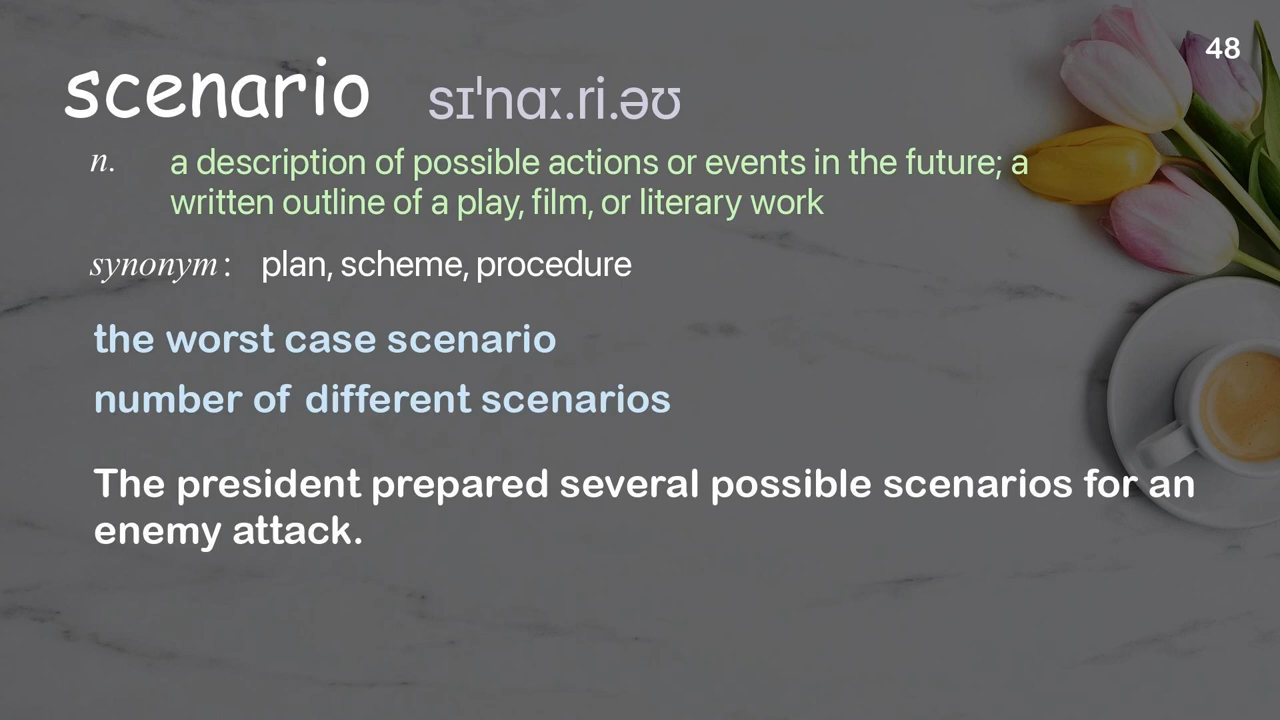 48
scenario sɪˈnɑː.ri.əʊ
n. a description of possible actions or events in the future; a
written outline of a play, film, or literary work
synonym : plan, scheme, procedure
the worst case scenario
number of different scenarios
The president prepared several possible scenarios for an
enemy attack.